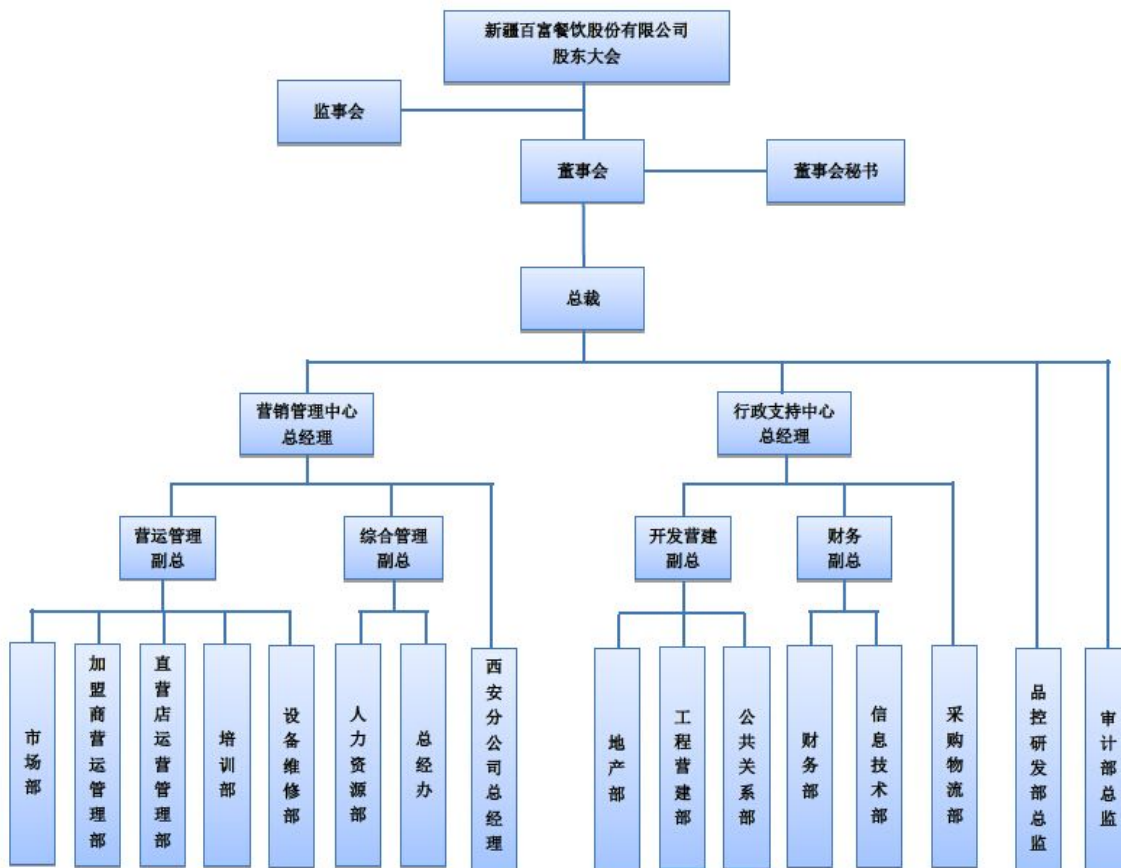 新疆百富餐饮股份有限公司
股东大会
监事会
董事会
董事会秘书
总裁
营销管理中心
总经理
行政支持中心
总经理
营运管理
副总
综合管理
副总
开发营建
副总
财务
副总
市场部
加盟商营运管理部
直营店运营管理部
培训部
设备维修部
人力资源部
总经办
西安分公司总经理
地产部
工程营建部
公共关系部
财务部
信息技术部
采购物流部
品控研发部总监
审计部总监